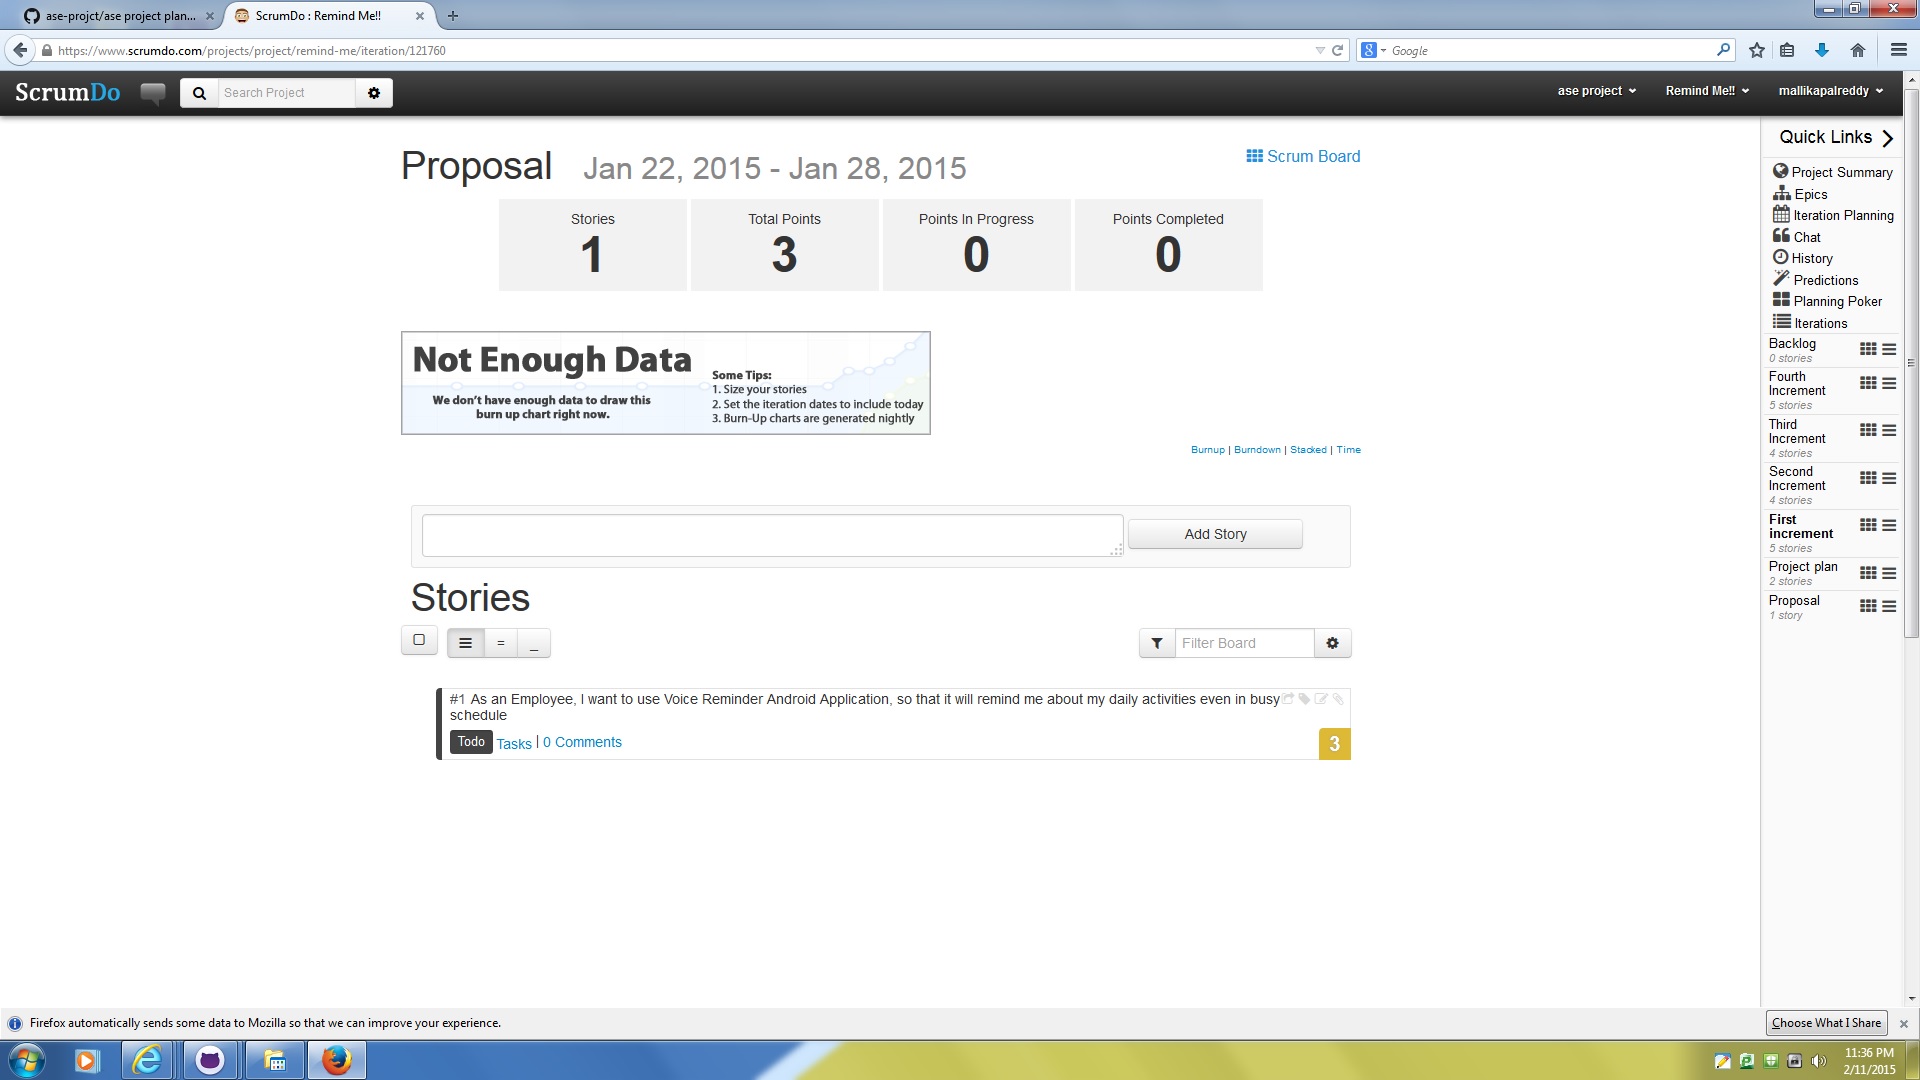 ase-projct/ase project plan...
ScrumDo : Remind Me!!
https://www.scrumdo.com/projects/project/remind-me/iteration/121760
Google
ScrumDo
Search Project
ase project
Remind Me!!
mallikapalreddy
Proposal Jan 22, 2015 - Jan 28, 2015
Scrum Board
Stories
1
Total Points
3
Points In Progress
0
Points Completed
0
Not Enough Data
We don't have enough data to draw this
burn up chart right now.
Some Tips:
1. Size your stories
2. Set the iteration dates to include today
3. Burn-Up charts are generated nightly
Burnup | Burndown | Stacked | Time
Add Story
Stories
= _
Filter Board
#1 As an Employee, I want to use Voice Reminder Android Application, so that it will remind me about my daily activities even in busy
schedule
Todo Tasks | 0 Comments
3
Quick Links
Project Summary
Epics
Iteration Planning
Chat
History
Predictions
Planning Poker
Iterations
Backlog
0 stories
Fourth
Increment
5 stories
Third
Increment
4 stories
Second
Increment
4 stories
First
increment
5 stories
Project plan
2 stories
Proposal
1 story
Firefox automatically sends some data to Mozilla so that we can improve your experience.
Choose What I Share
11:36 PM
2/11/2015